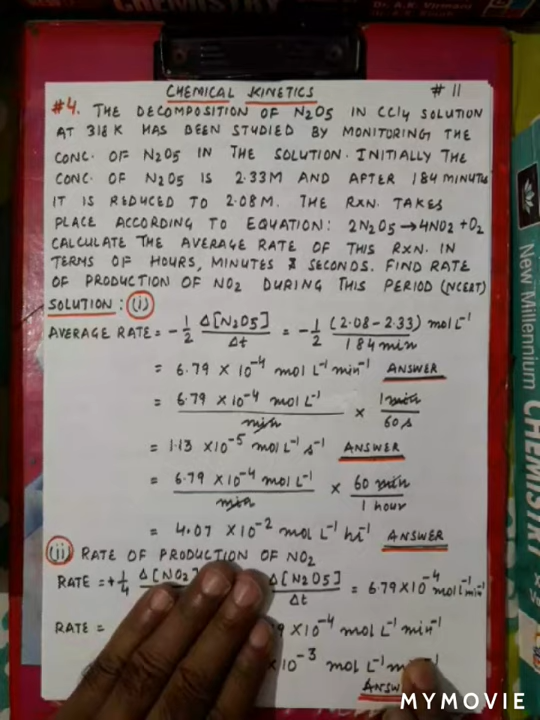 CHEMISTRY
Dr. A.K. Virmani
CHEMICAL KINETICS # 11
#4. THE DECOMPOSITION OF N2O5 IN CCl4 SOLUTION
AT 318 K HAS BEEN STUDIED BY MONITORING THE
CONC. OF N2O5 IN THE SOLUTION. INITIALLY THE
CONC. OF N2O5 IS 2.33M AND AFTER 184 MINUTES
IT IS REDUCED TO 2.08M. THE RXN. TAKES
PLACE ACCORDING TO EQUATION: 2N2O5 → 4NO2 + O2
CALCULATE THE AVERAGE RATE OF THIS RXN. IN
TERMS OF HOURS, MINUTES & SECONDS. FIND RATE
OF PRODUCTION OF NO2 DURING THIS PERIOD (NCERT)
SOLUTION: (i)
AVERAGE RATE = -1/2 Δ[N2O5]/Δt = -1/2 (2.08-2.33) mol L⁻¹/184 min
= 6.79 × 10⁻⁴ mol L⁻¹ min⁻¹ ANSWER
= 6.79 × 10⁻⁴ mol L⁻¹/min × 1 min/60 s
= 1.13 × 10⁻⁵ mol L⁻¹ s⁻¹ ANSWER
= 6.79 × 10⁻⁴ mol L⁻¹/min × 60 min/1 hour
= 4.07 × 10⁻² mol L⁻¹ hr⁻¹ ANSWER
(ii) RATE OF PRODUCTION OF NO2
RATE = +1/4 Δ[NO2] Δ[N2O5]/Δt = 6.79 × 10⁻⁴ mol L⁻¹ min⁻¹
RATE = 9 × 10⁻⁴ mol L⁻¹ min⁻¹
× 10⁻³ mol L⁻¹
New Millennium
CHEMISTRY
MYMOVIE